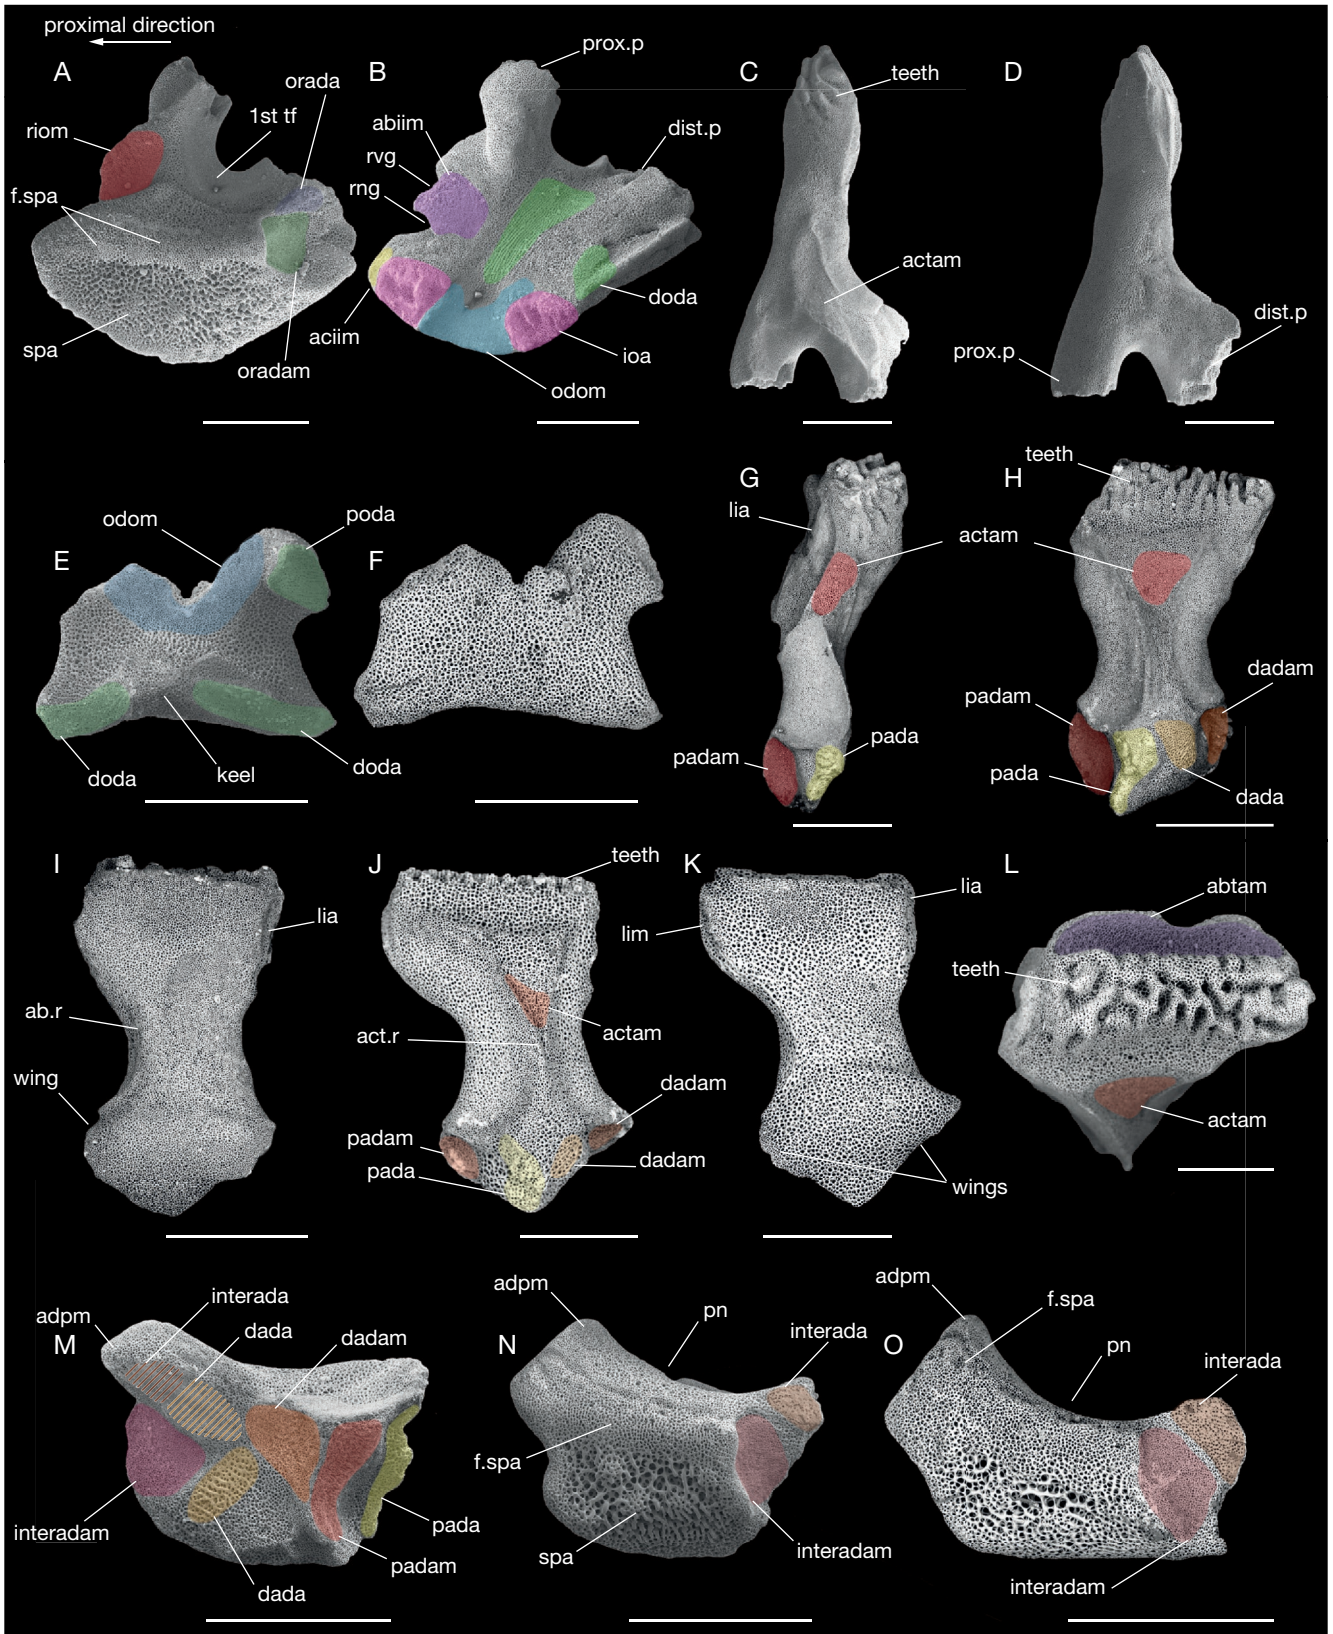 proximal direction
A
orada
1st tf
riom
f.spa
spa
oradam
B
prox.p
abiim
rvg
rng
dist.p
aciim
doda
ioa
odom
C
teeth
actam
D
prox.p
dist.p
E
odom
poda
doda
keel
doda
F
G
lia
actam
padam
pada
H
teeth
padam
dadam
pada
dada
I
lia
ab.r
wing
J
teeth
act.r
actam
dadam
padam
pada
dadam
K
lia
lim
wings
L
abtam
teeth
actam
M
adpm
interada
dada
dadam
interadam
dada
pada
padam
N
adpm
pn
interada
f.spa
spa
interadam
O
adpm
f.spa
pn
interada
interadam